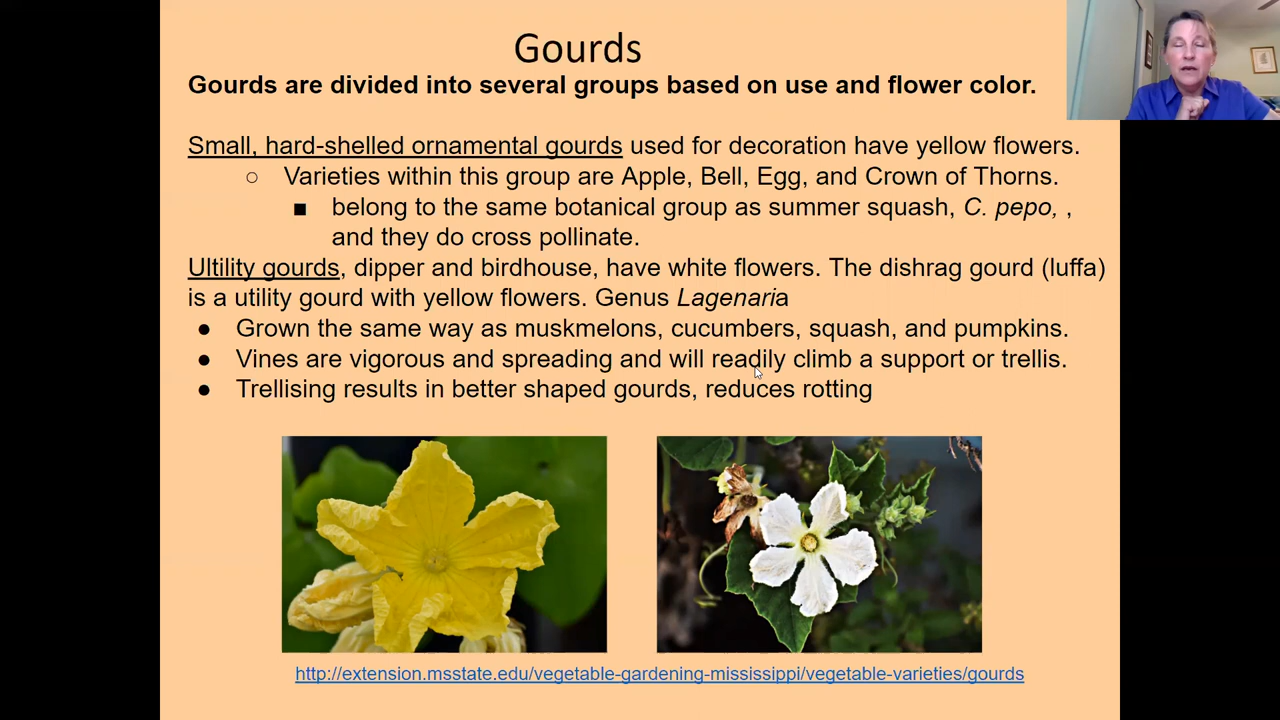 Gourds
Gourds are divided into several groups based on use and flower color.
Small, hard-shelled ornamental gourds used for decoration have yellow flowers.
○ Varieties within this group are Apple, Bell, Egg, and Crown of Thorns.
■ belong to the same botanical group as summer squash, C. pepo, ,
and they do cross pollinate.
Ultility gourds, dipper and birdhouse, have white flowers. The dishrag gourd (luffa)
is a utility gourd with yellow flowers. Genus Lagenaria
● Grown the same way as muskmelons, cucumbers, squash, and pumpkins.
● Vines are vigorous and spreading and will readily climb a support or trellis.
● Trellising results in better shaped gourds, reduces rotting
http://extension.msstate.edu/vegetable-gardening-mississippi/vegetable-varieties/gourds